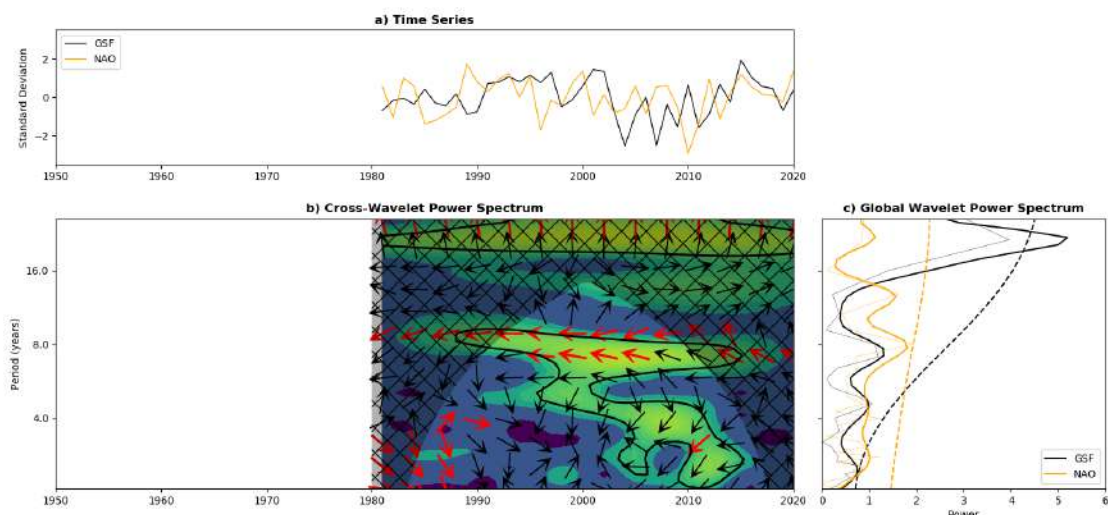 a) Time Series
Standard Deviation
GSF
NAO
2
0
−2
1950 1960 1970 1980 1990 2000 2010 2020
b) Cross-Wavelet Power Spectrum
Period (years)
16.0
8.0
4.0
1950 1960 1970 1980 1990 2000 2010 2020
c) Global Wavelet Power Spectrum
GSF
NAO
0 1 2 3 4 5 6
Power